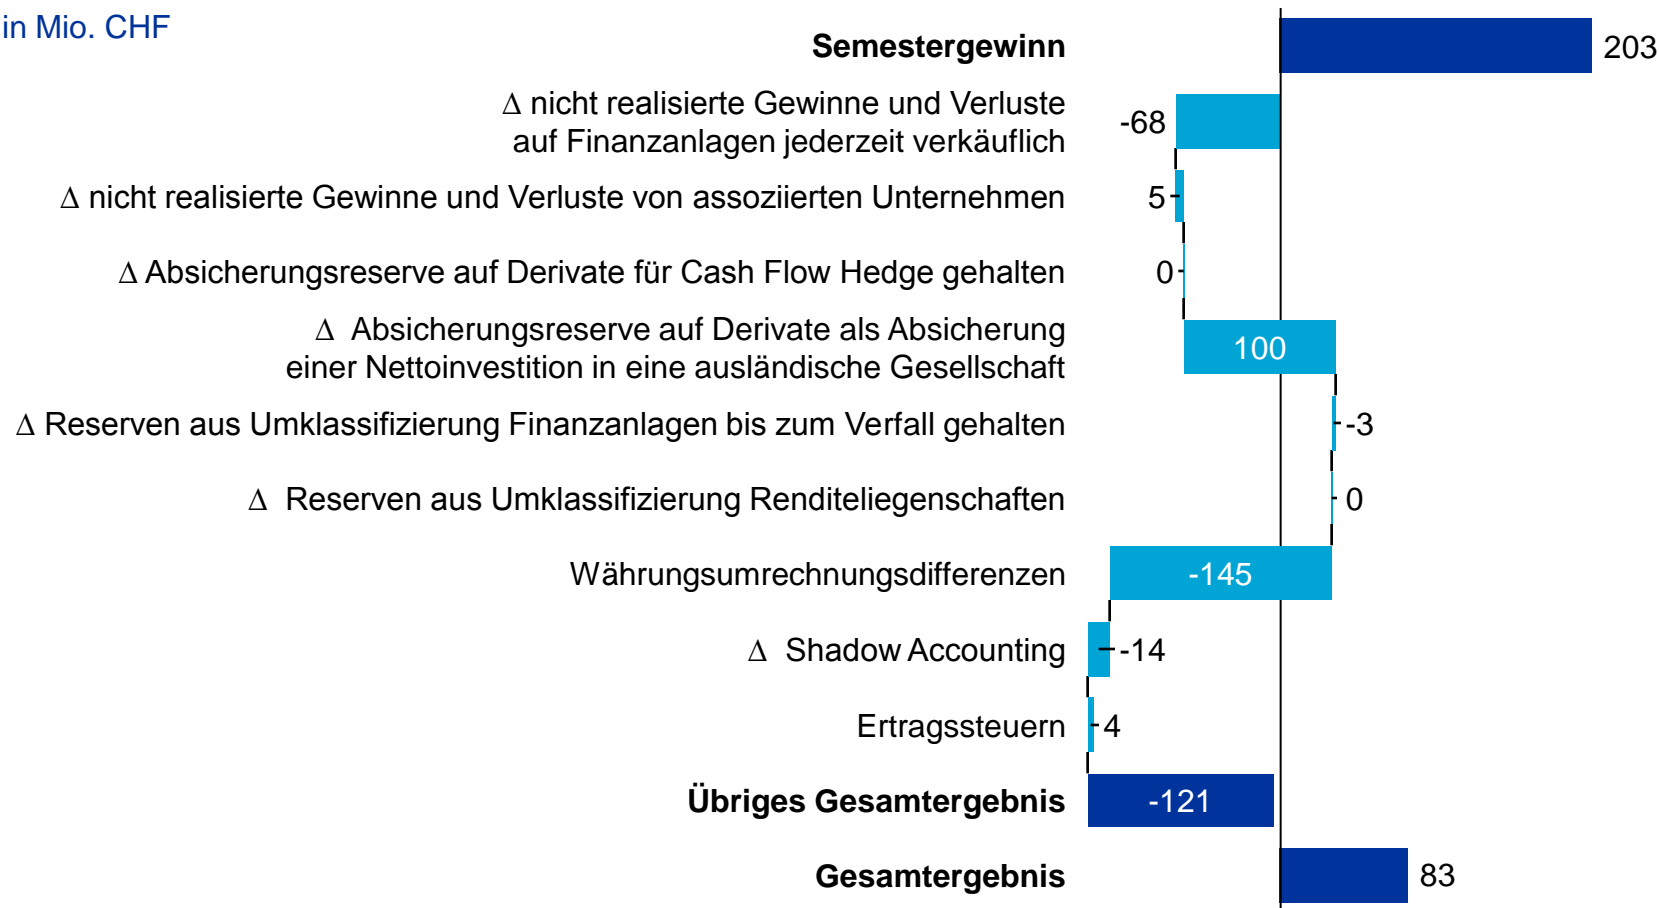 in Mio. CHF
Semestergewinn
203
Δ nicht realisierte Gewinne und Verluste
auf Finanzanlagen jederzeit verkäuflich
-68
Δ nicht realisierte Gewinne und Verluste von assoziierten Unternehmen
5
Δ Absicherungsreserve auf Derivate für Cash Flow Hedge gehalten
0
Δ Absicherungsreserve auf Derivate als Absicherung
einer Nettoinvestition in eine ausländische Gesellschaft
100
Δ Reserven aus Umklassifizierung Finanzanlagen bis zum Verfall gehalten
-3
Δ Reserven aus Umklassifizierung Renditeliegenschaften
0
Währungsumrechnungsdifferenzen
-145
Δ Shadow Accounting
-14
Ertragssteuern
4
Übriges Gesamtergebnis
-121
Gesamtergebnis
83